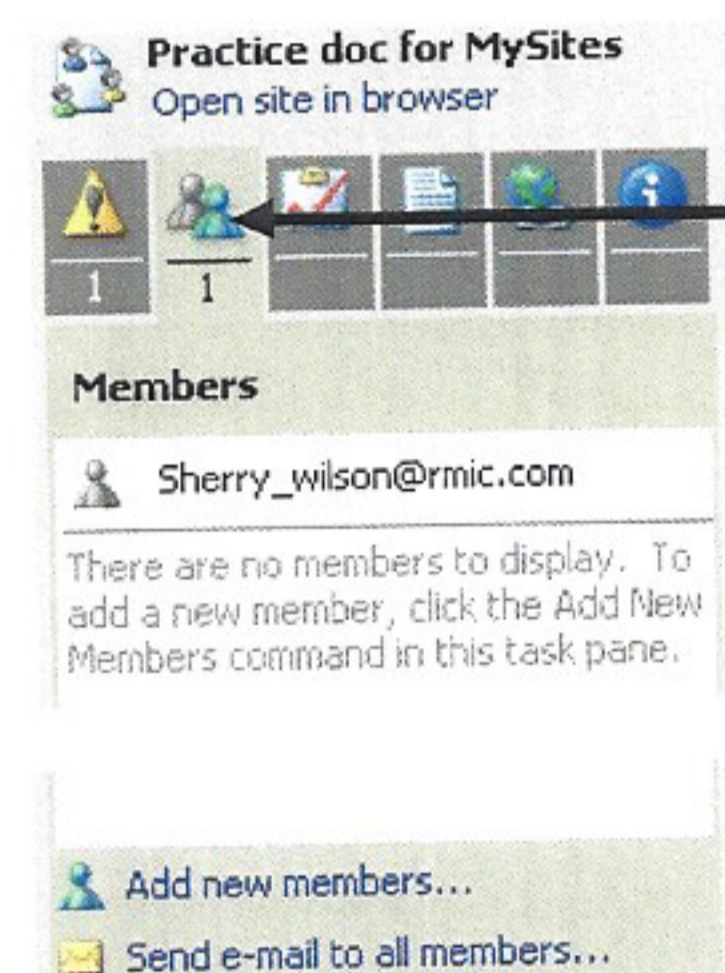 Practice doc for MySites
Open site in browser
1
1
Members
Sherry_wilson@rmic.com
There are no members to display. To
add a new member, click the Add New
Members command in this task pane.
Add new members...
Send e-mail to all members...